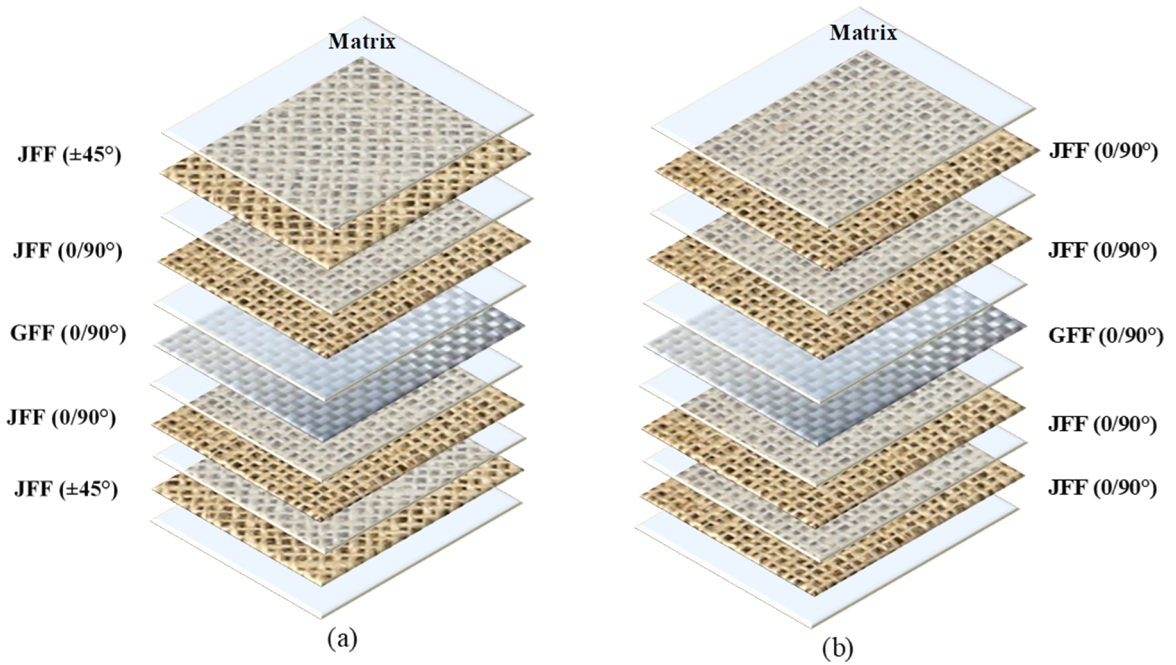 Matrix
JFF (±45°)
JFF (0/90°)
GFF (0/90°)
JFF (0/90°)
JFF (±45°)
(a)
Matrix
JFF (0/90°)
JFF (0/90°)
GFF (0/90°)
JFF (0/90°)
JFF (0/90°)
(b)